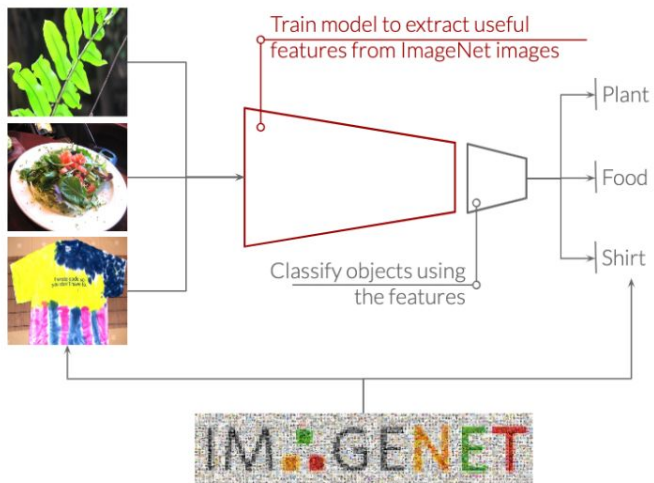 Train model to extract useful
features from ImageNet images
Plant
Food
Shirt
Classify objects using
the features
IMAGENET